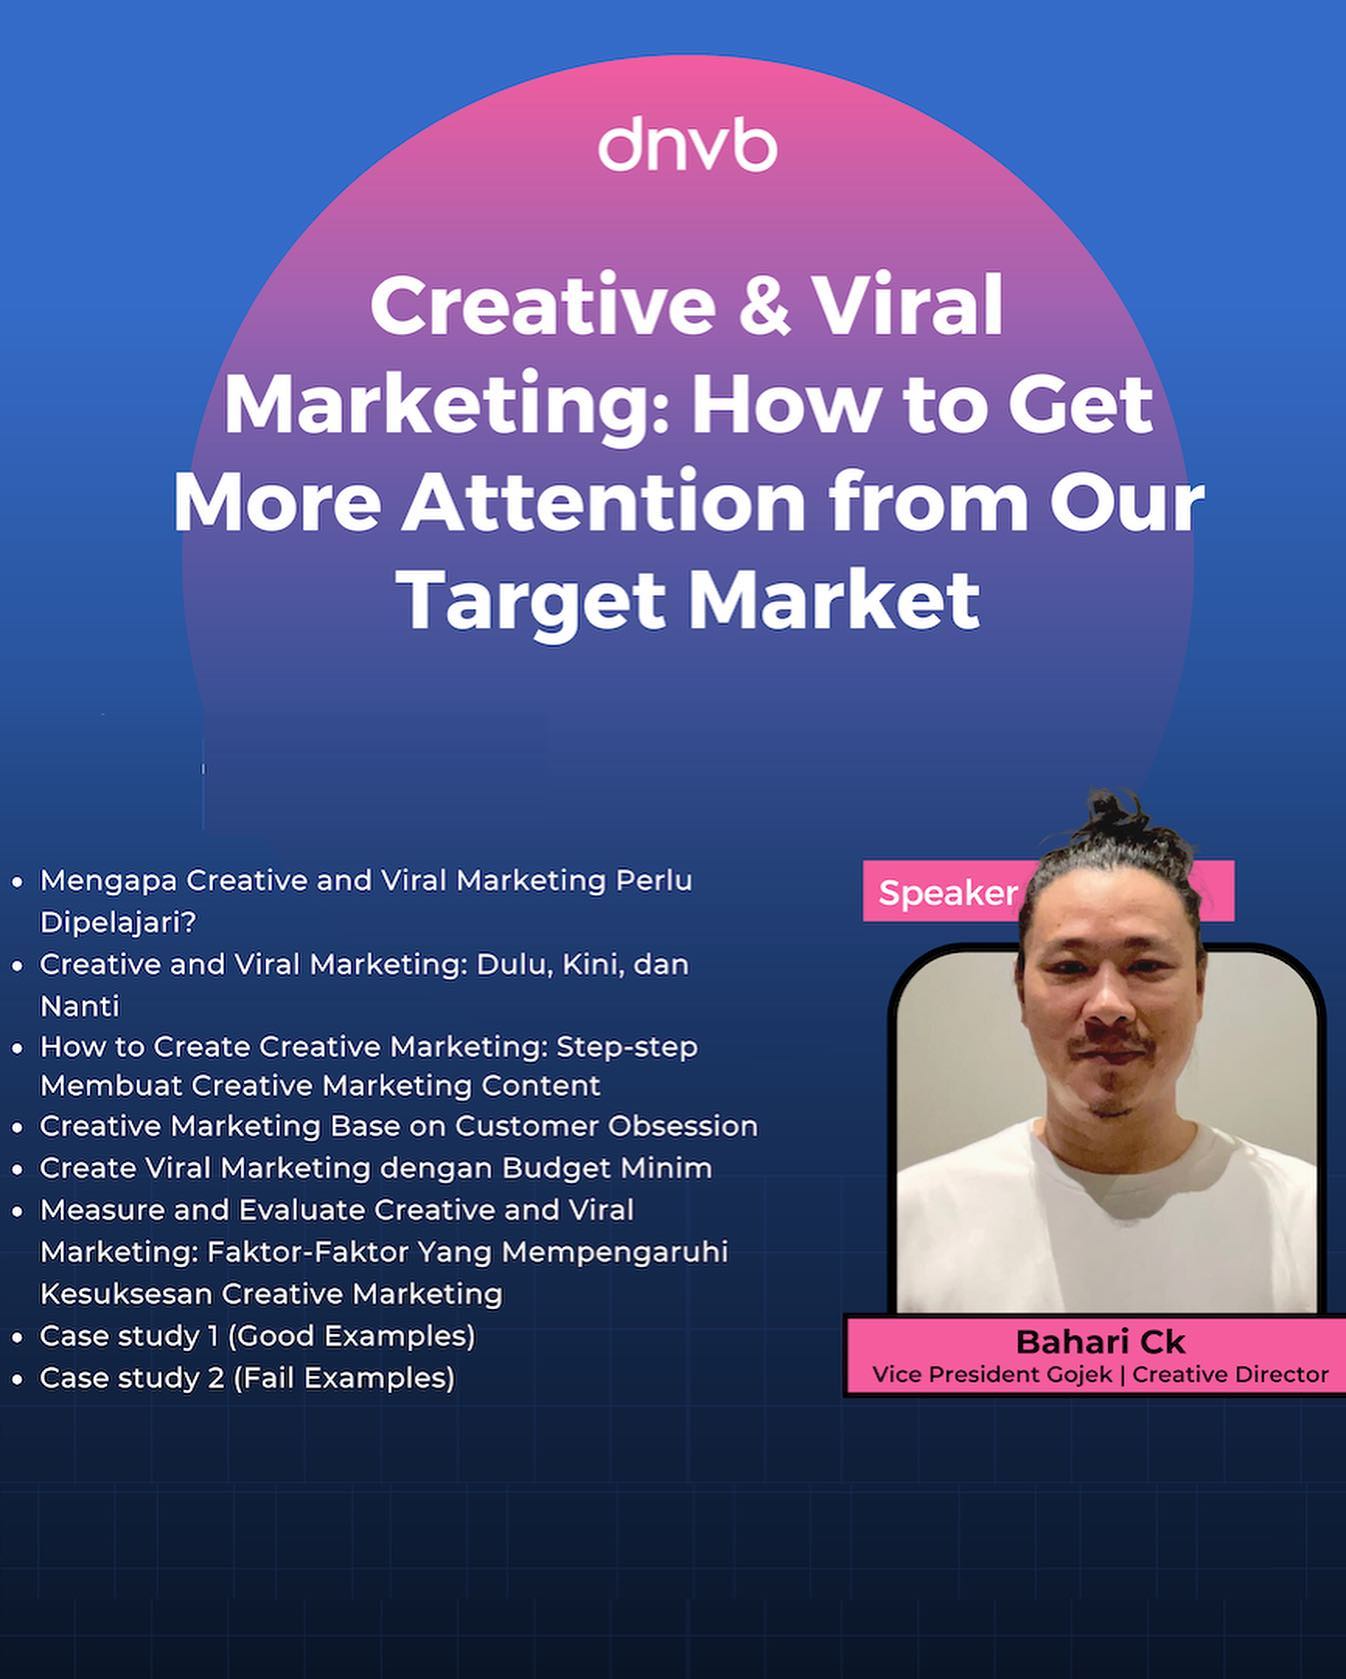 dnvb
Creative & Viral
Marketing: How to Get
More Attention from Our
Target Market
• Mengapa Creative and Viral Marketing Perlu
Dipelajari?
• Creative and Viral Marketing: Dulu, Kini, dan
Nanti
• How to Create Creative Marketing: Step-step
Membuat Creative Marketing Content
• Creative Marketing Base on Customer Obsession
• Create Viral Marketing dengan Budget Minim
• Measure and Evaluate Creative and Viral
Marketing: Faktor-Faktor Yang Mempengaruhi
Kesuksesan Creative Marketing
• Case study 1 (Good Examples)
• Case study 2 (Fail Examples)
Speaker
Bahari Ck
Vice President Gojek | Creative Director